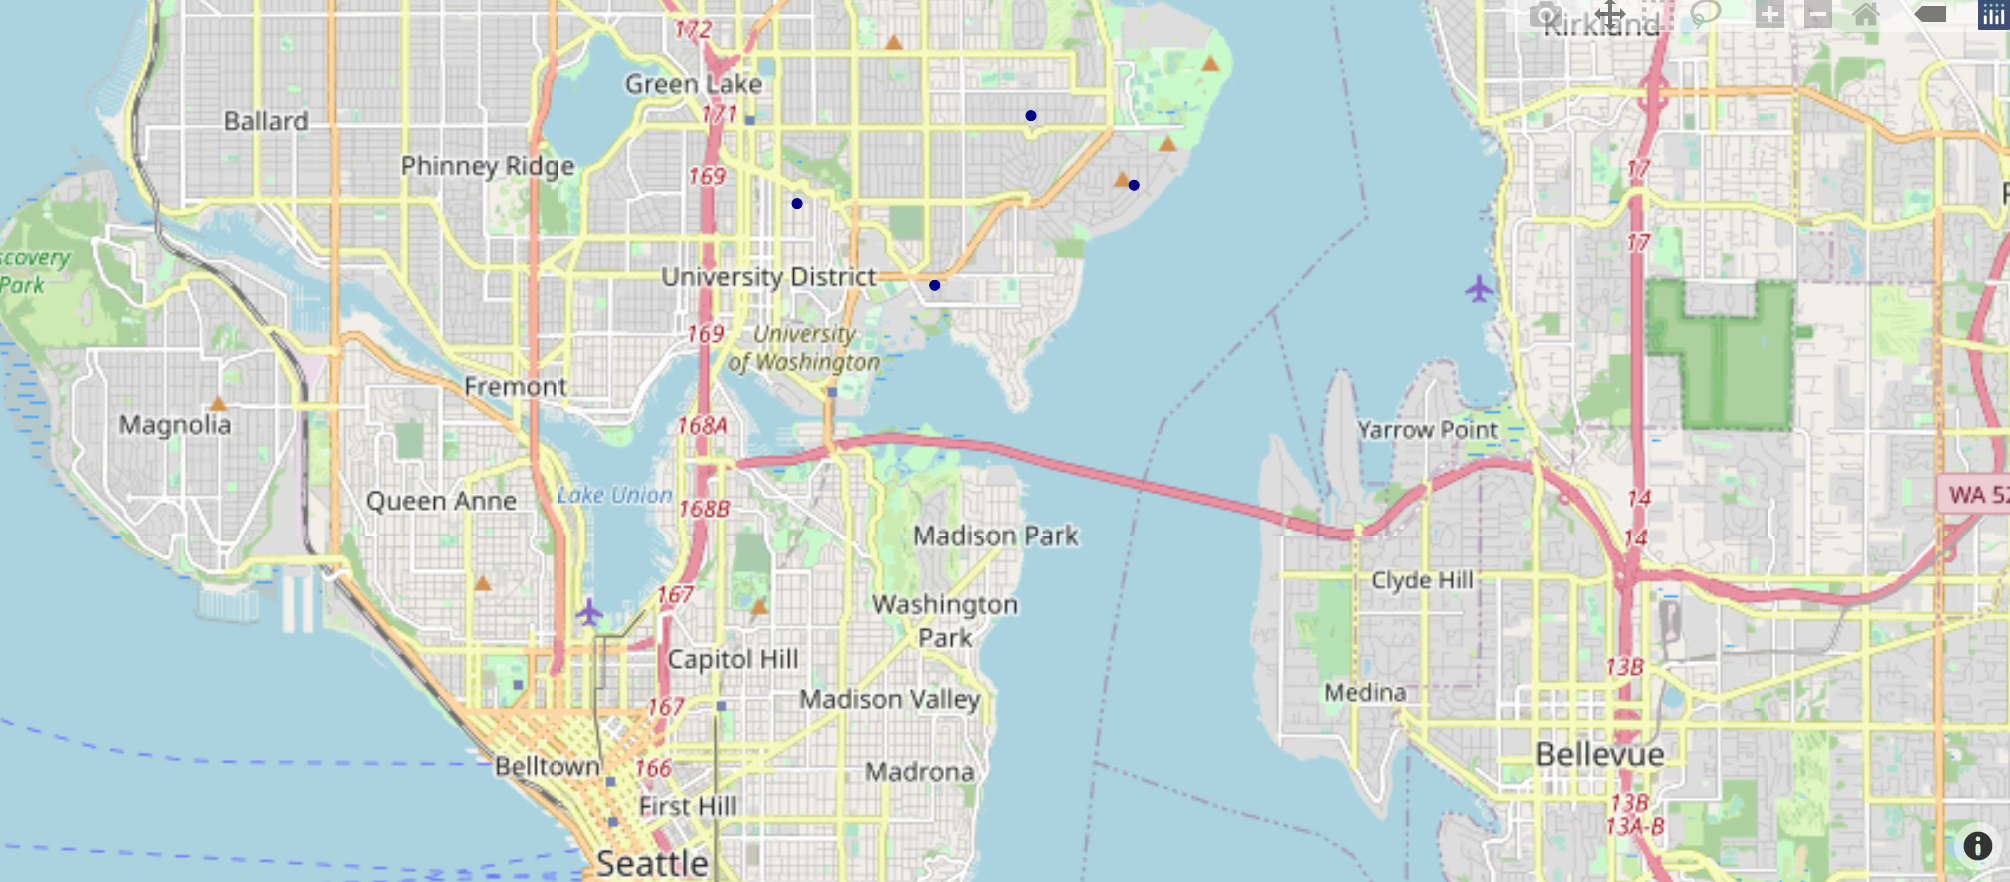 172
Kirkland
Green Lake
171
Ballard
Phinney Ridge
169
17
17
scovery
Park
University District
169
University
of Washington
Fremont
Magnolia
168A
Yarrow Point
Queen Anne
Lake Union
168B
14
WA 52
Madison Park
14
Clyde Hill
167
Washington
Park
Capitol Hill
13B
Madison Valley
Medina
167
Belltown
166
Madrona
Bellevue
First Hill
13B
13A-B
Seattle